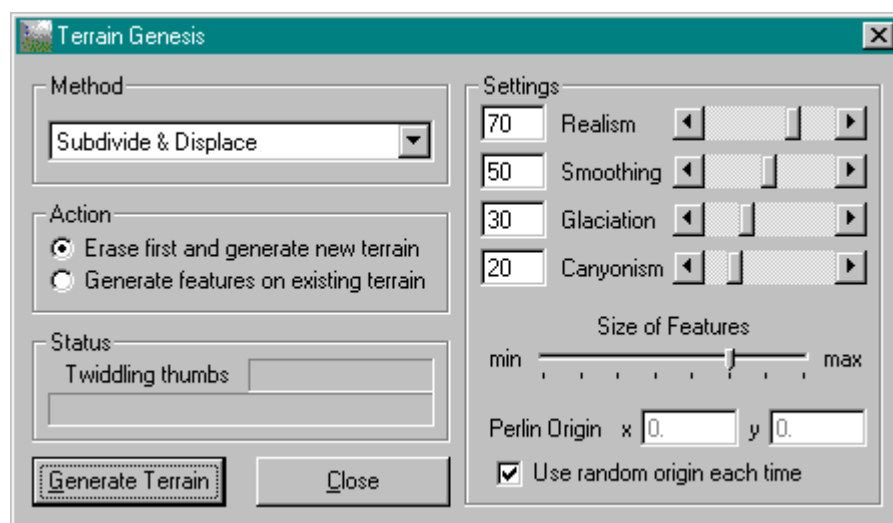 Terrain Genesis
Method
Subdivide & Displace
Action
Erase first and generate new terrain
Generate features on existing terrain
Status
Twiddling thumbs
Generate Terrain
Close
Settings
70 Realism
50 Smoothing
30 Glaciation
20 Canyonism
Size of Features
min max
Perlin Origin x 0. y 0.
Use random origin each time